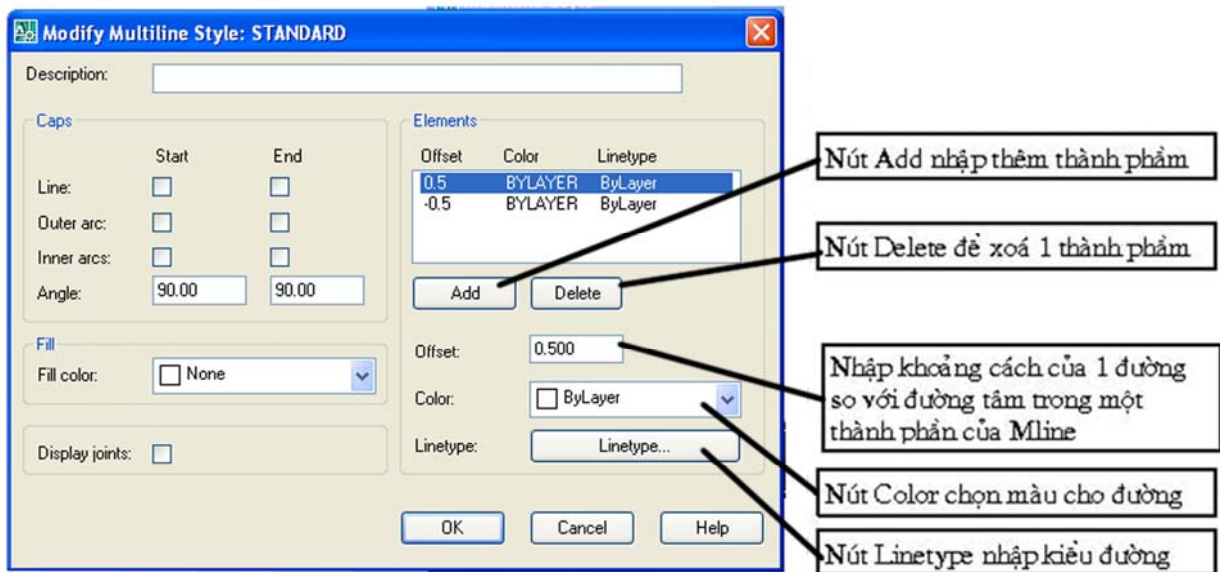 Modify Multiline Style: STANDARD
Description:
Caps
Start End
Line:
Outer arc:
Inner arcs:
Angle: 90.00 90.00
Fill
Fill color: None
Display joints:
Elements
Offset Color Linetype
0.5 BYLAYER ByLayer
-0.5 BYLAYER ByLayer
Add Delete
Offset: 0.500
Color: ByLayer
Linetype: Linetype...
OK Cancel Help
Nút Add nhập thêm thành phẩm
Nút Delete để xoá 1 thành phẩm
Nhập khoảng cách của 1 đường
so với đường tâm trong một
thành phần của Mline
Nút Color chọn màu cho đường
Nút Linetype nhập kiểu đường